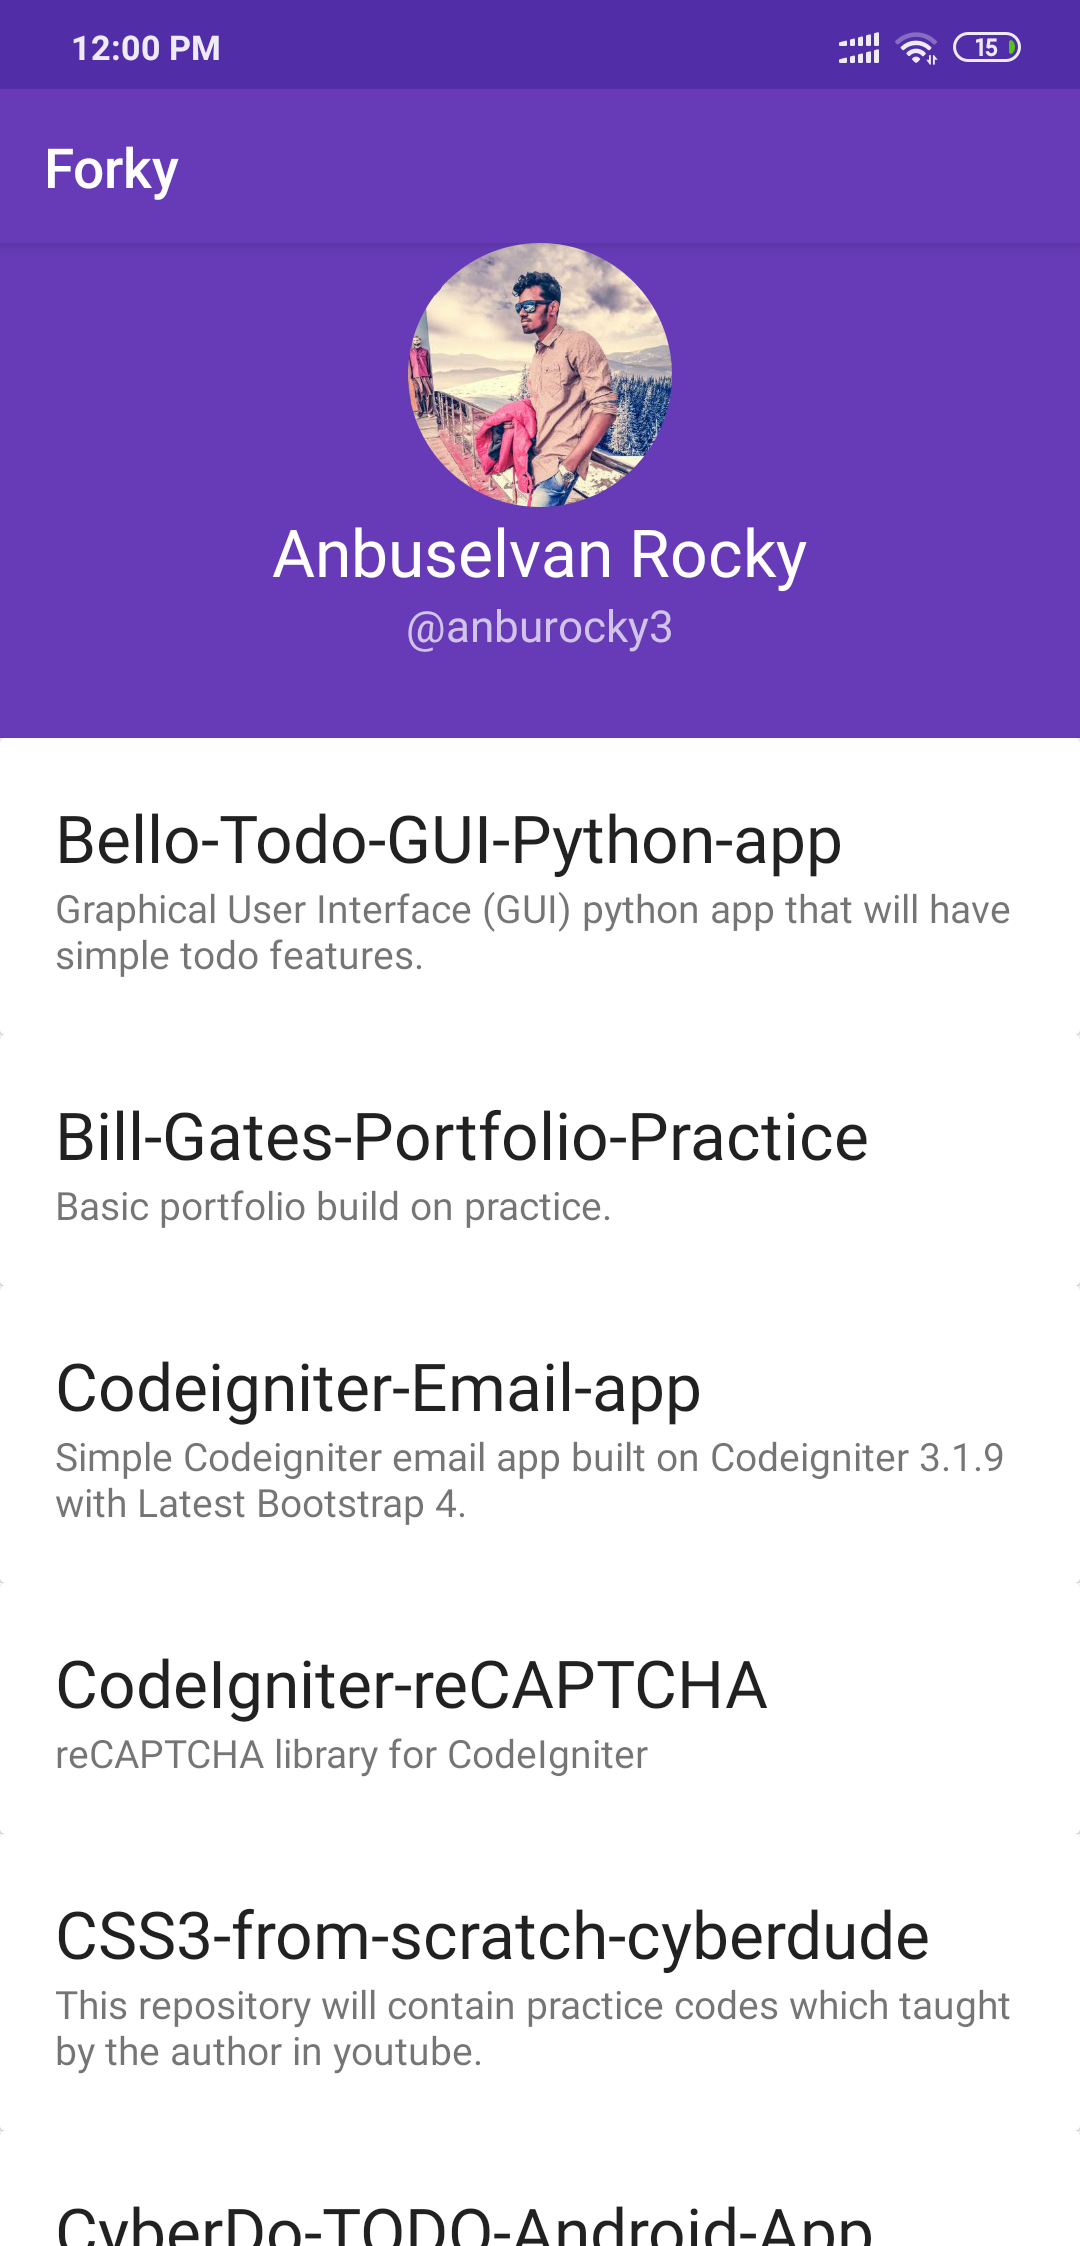 12:00 PM
15
Forky
Anbuselvan Rocky
@anburocky3
Bello-Todo-GUI-Python-app
Graphical User Interface (GUI) python app that will have
simple todo features.
Bill-Gates-Portfolio-Practice
Basic portfolio build on practice.
Codeigniter-Email-app
Simple Codeigniter email app built on Codeigniter 3.1.9
with Latest Bootstrap 4.
CodeIgniter-reCAPTCHA
reCAPTCHA library for CodeIgniter
CSS3-from-scratch-cyberdude
This repository will contain practice codes which taught
by the author in youtube.
CyberDo-TODO-Android-App